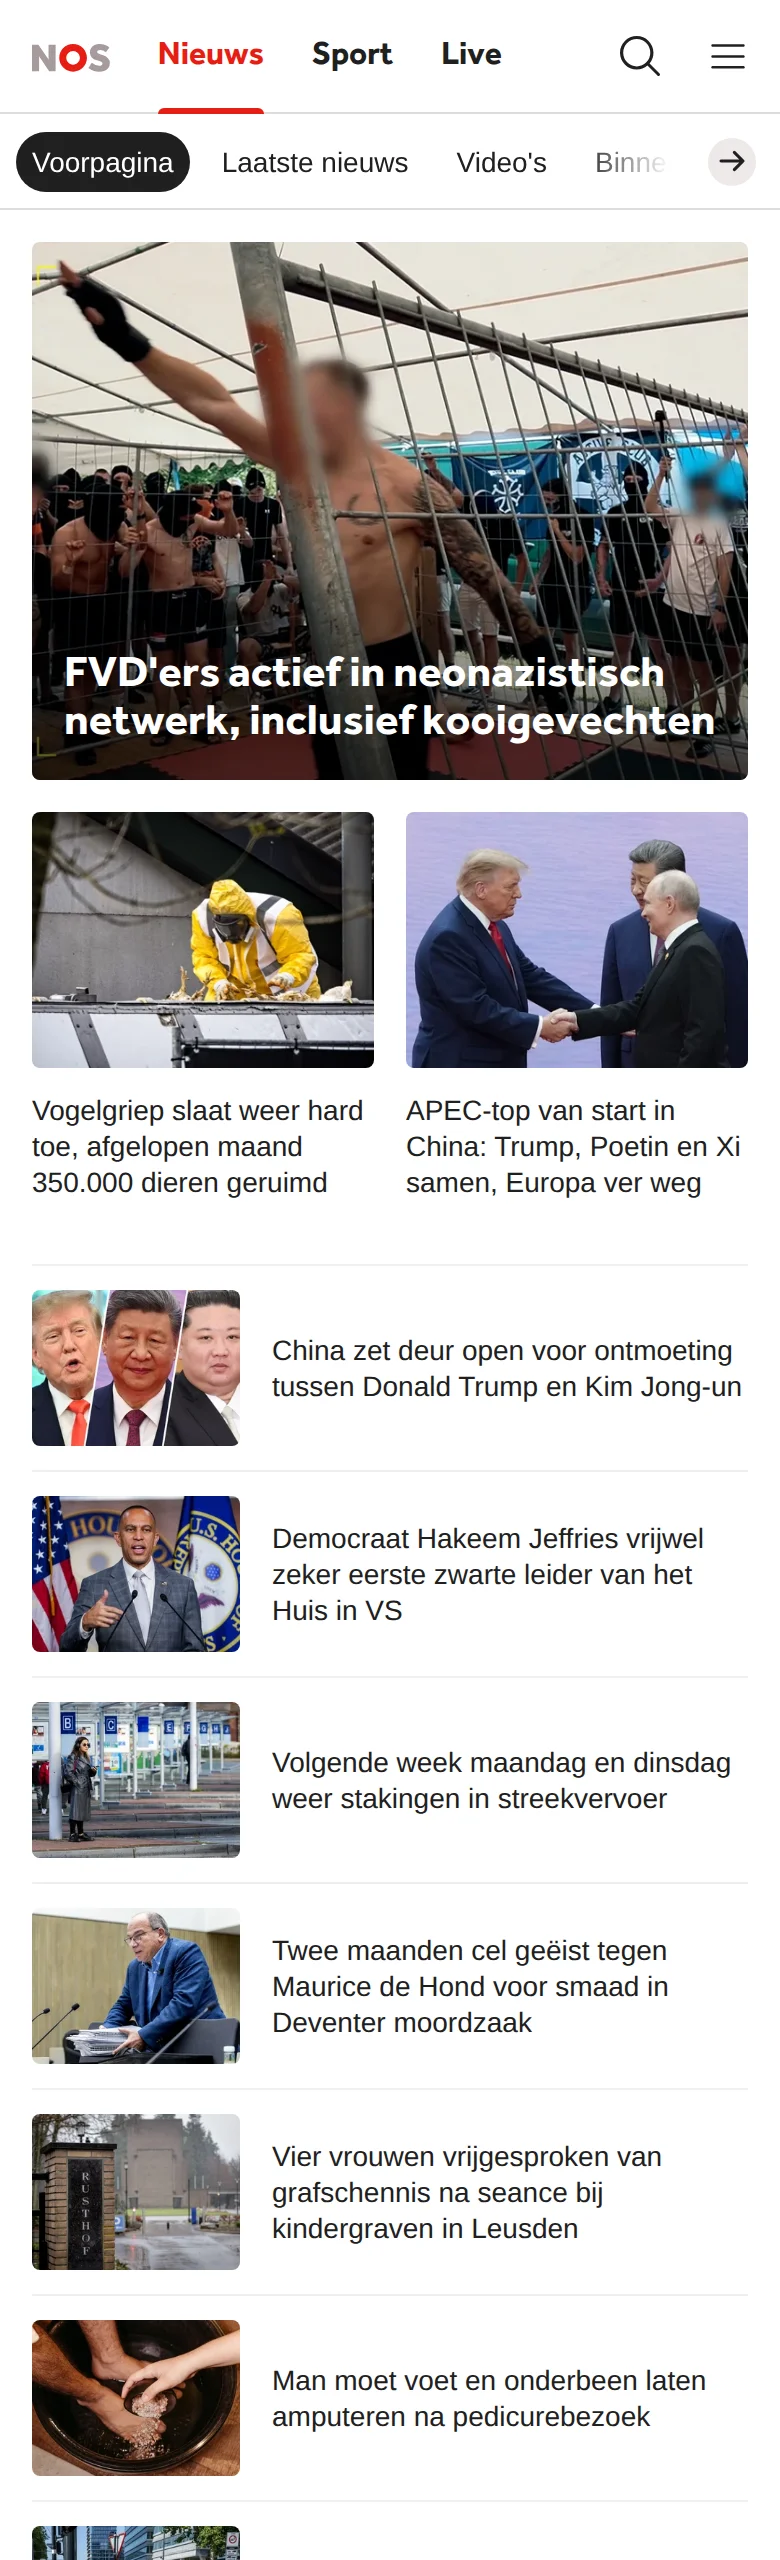 NOS
Nieuws
Sport
Live
Voorpagina
Laatste nieuws
Video's
Binne
FVD'ers actief in neonazistisch
netwerk, inclusief kooigevechten
Vogelgriep slaat weer hard
toe, afgelopen maand
350.000 dieren geruimd
APEC-top van start in
China: Trump, Poetin en Xi
samen, Europa ver weg
China zet deur open voor ontmoeting
tussen Donald Trump en Kim Jong-un
HOU
U.S. HO
Democraat Hakeem Jeffries vrijwel
zeker eerste zwarte leider van het
Huis in VS
B
C
E
Volgende week maandag en dinsdag
weer stakingen in streekvervoer
Twee maanden cel geëist tegen
Maurice de Hond voor smaad in
Deventer moordzaak
RUSTHOF
Vier vrouwen vrijgesproken van
grafschennis na seance bij
kindergraven in Leusden
Man moet voet en onderbeen laten
amputeren na pedicurebezoek